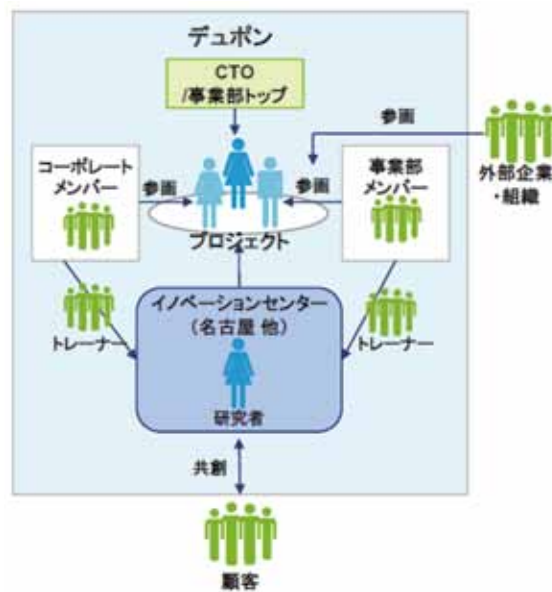 デュポン
CTO
/事業部トップ
参画
外部企業
・組織
コーポレート
メンバー
参画
参画
事業部
メンバー
プロジェクト
イノベーションセンター
(名古屋 他)
トレーナー
トレーナー
研究者
共創
顧客